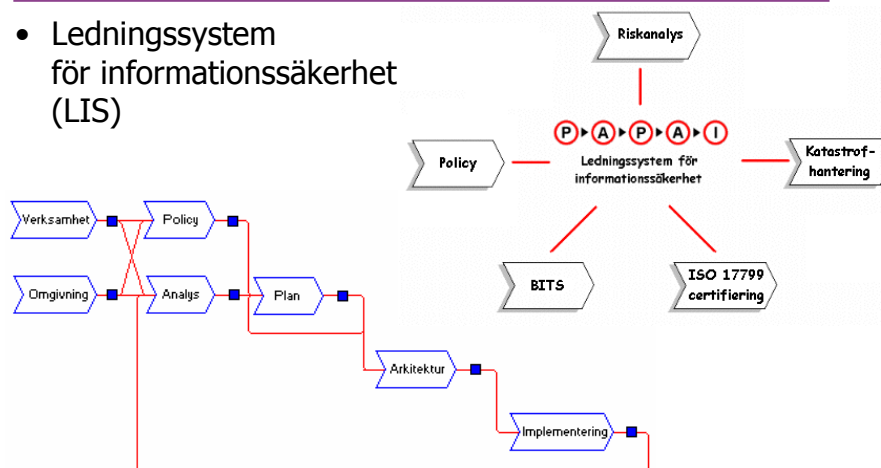 • Ledningssystem
för informationssäkerhet
(LIS)
Riskanalys
P A P A I
Ledningssystem för
informationssäkerhet
Policy
Katastrof-
hantering
BITS
ISO 17799
certifiering
Verksamhet
Policy
Omgivning
Analys
Plan
Arkitektur
Implementering